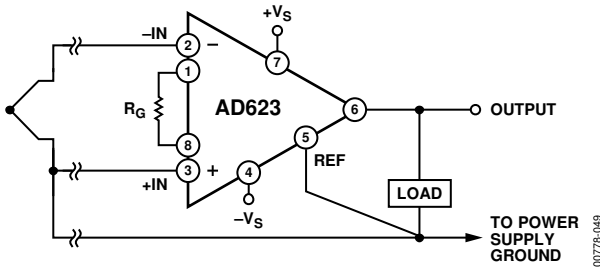 +VS
–IN
2
–
7
1
RG
AD623
6
OUTPUT
5
REF
8
3
+
4
+IN
LOAD
–VS
TO POWER
SUPPLY
GROUND
00778-049